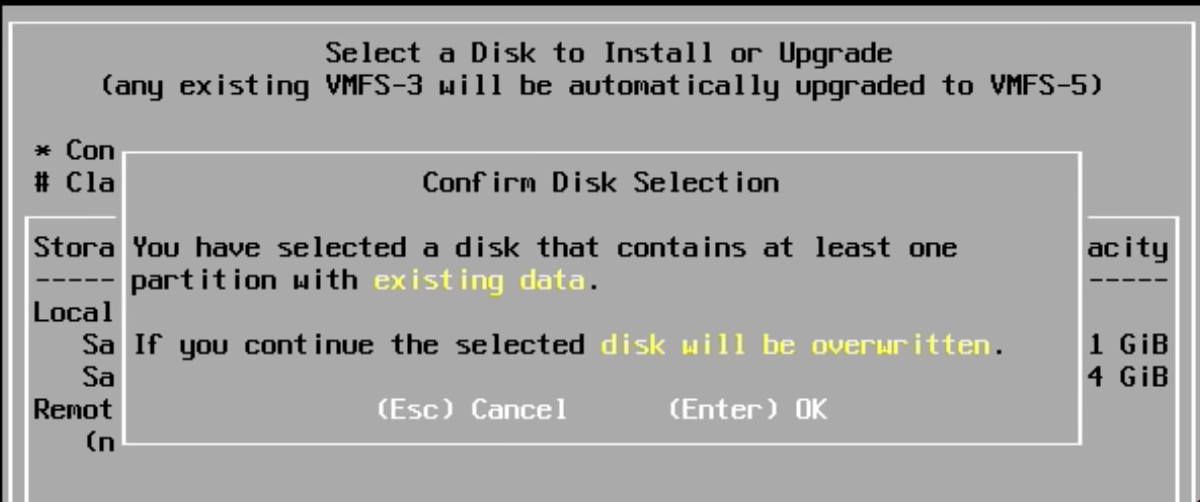 Select a Disk to Install or Upgrade
(any existing VMFS-3 will be automatically upgraded to VMFS-5)
* Con
# Cla
Confirm Disk Selection
Stora
acity
You have selected a disk that contains at least one
partition with existing data.
-----
-----
Local
Sa
If you continue the selected disk will be overwritten.
1 GiB
Sa
4 GiB
Remot
(Esc) Cancel (Enter) OK
(n